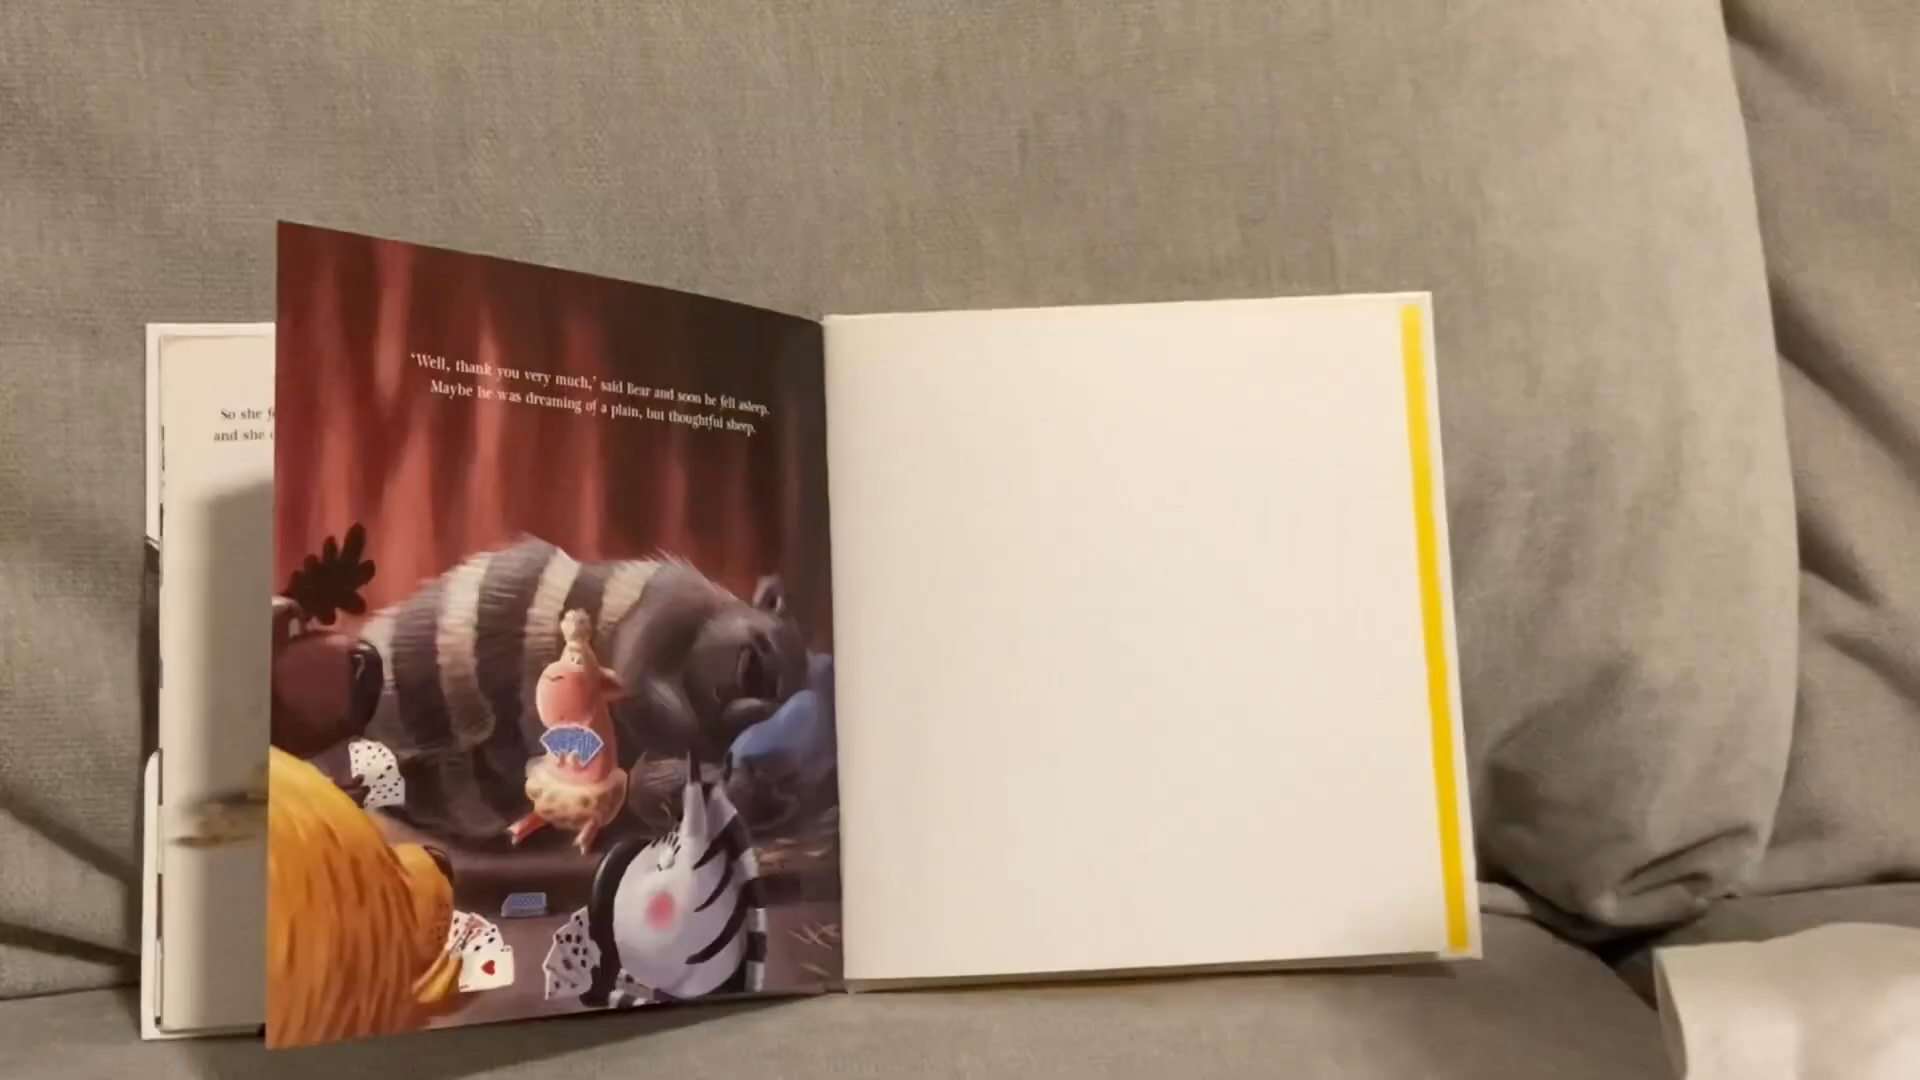 So she
and she
'Well, thank you very much,' said Bear and soon he fell asleep.
Maybe he was dreaming of a plain, but thoughtful sheep.